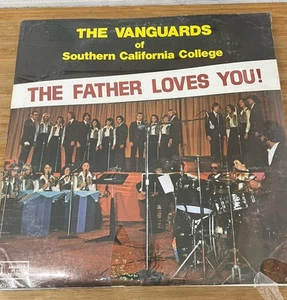 THE VANGUARDS
of
Southern California College
THE FATHER LOVES YOU!